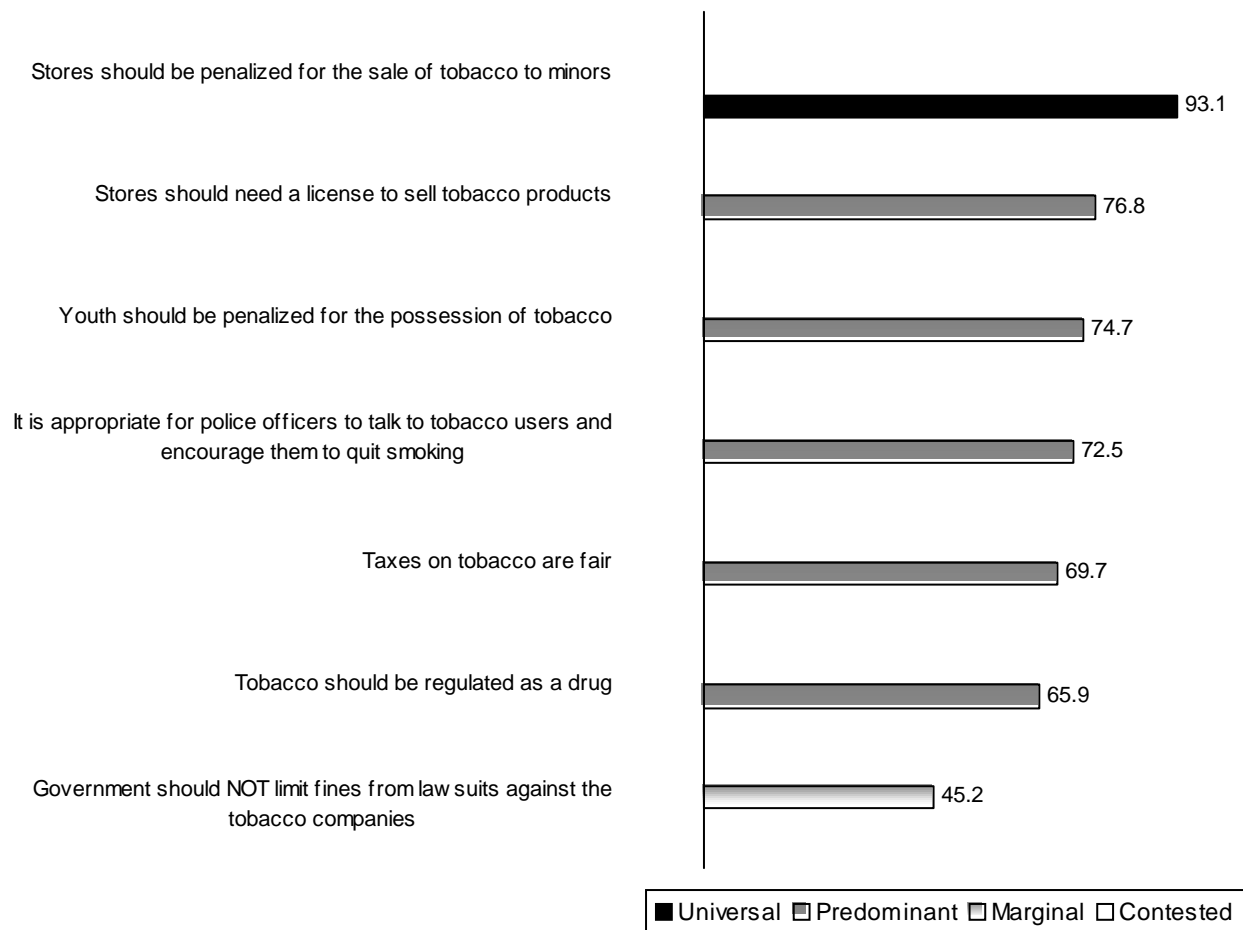 Stores should be penalized for the sale of tobacco to minors
93.1
Stores should need a license to sell tobacco products
76.8
Youth should be penalized for the possession of tobacco
74.7
It is appropriate for police officers to talk to tobacco users and
encourage them to quit smoking
72.5
Taxes on tobacco are fair
69.7
Tobacco should be regulated as a drug
65.9
Government should NOT limit fines from law suits against the
tobacco companies
45.2
Universal Predominant Marginal Contested